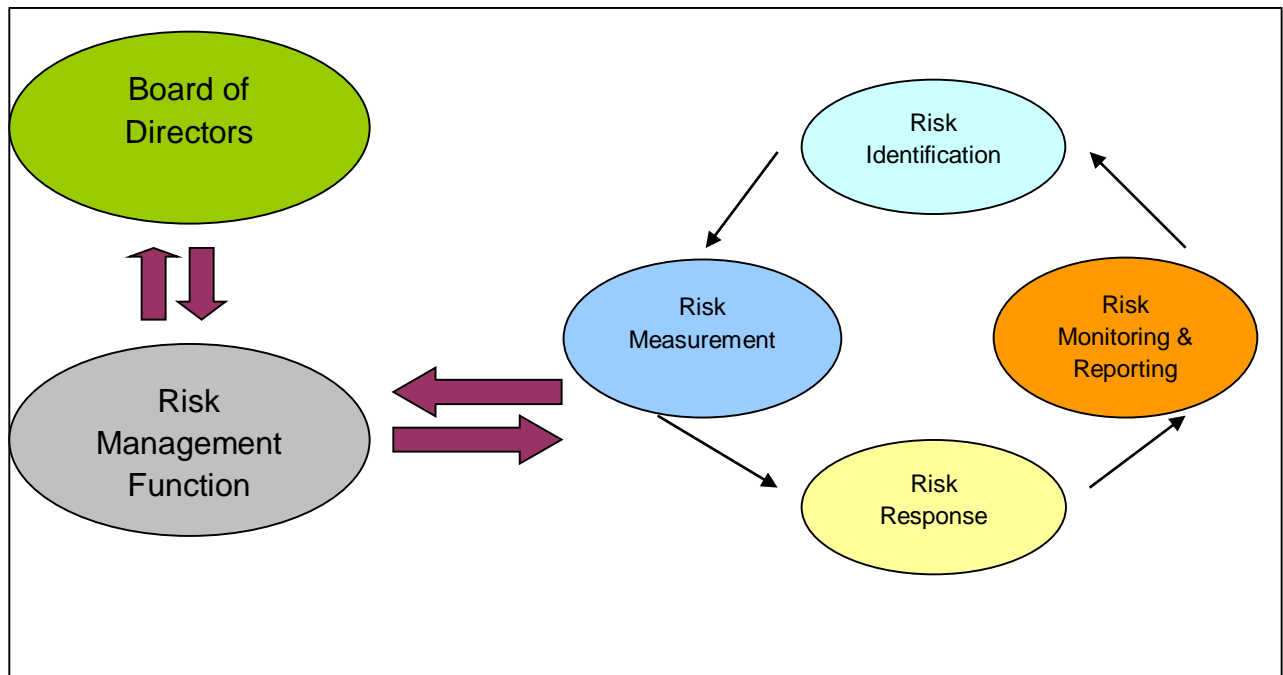 Board of
Directors
Risk
Management
Function
Risk
Identification
Risk
Measurement
Risk
Monitoring &
Reporting
Risk
Response